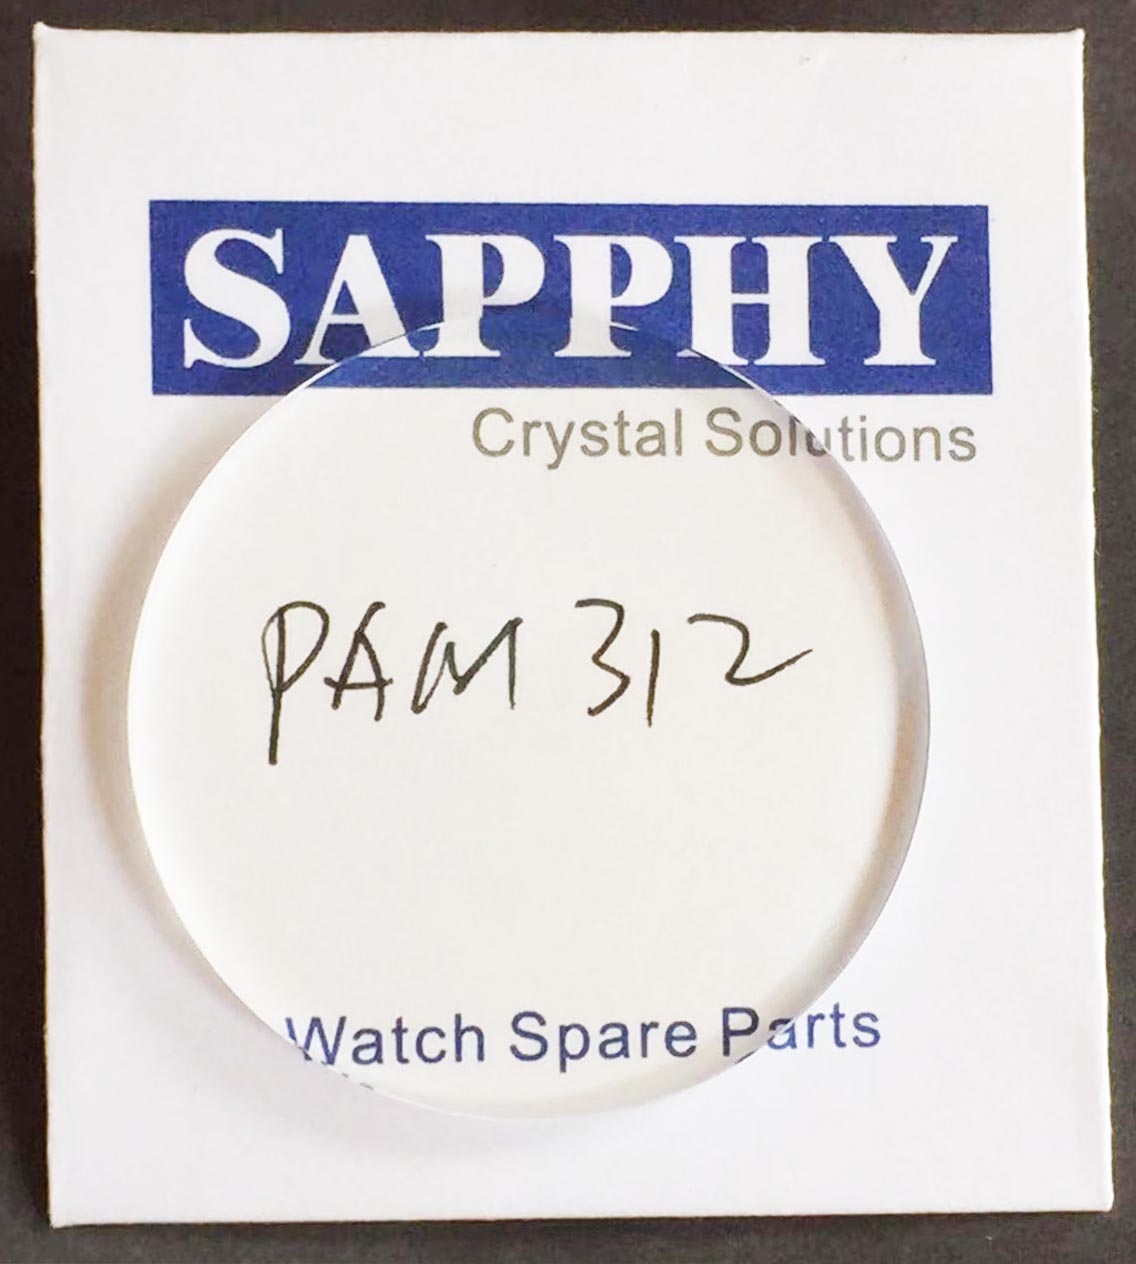 SAPPHY
Crystal Solutions
PAM 312
Watch Spare Parts